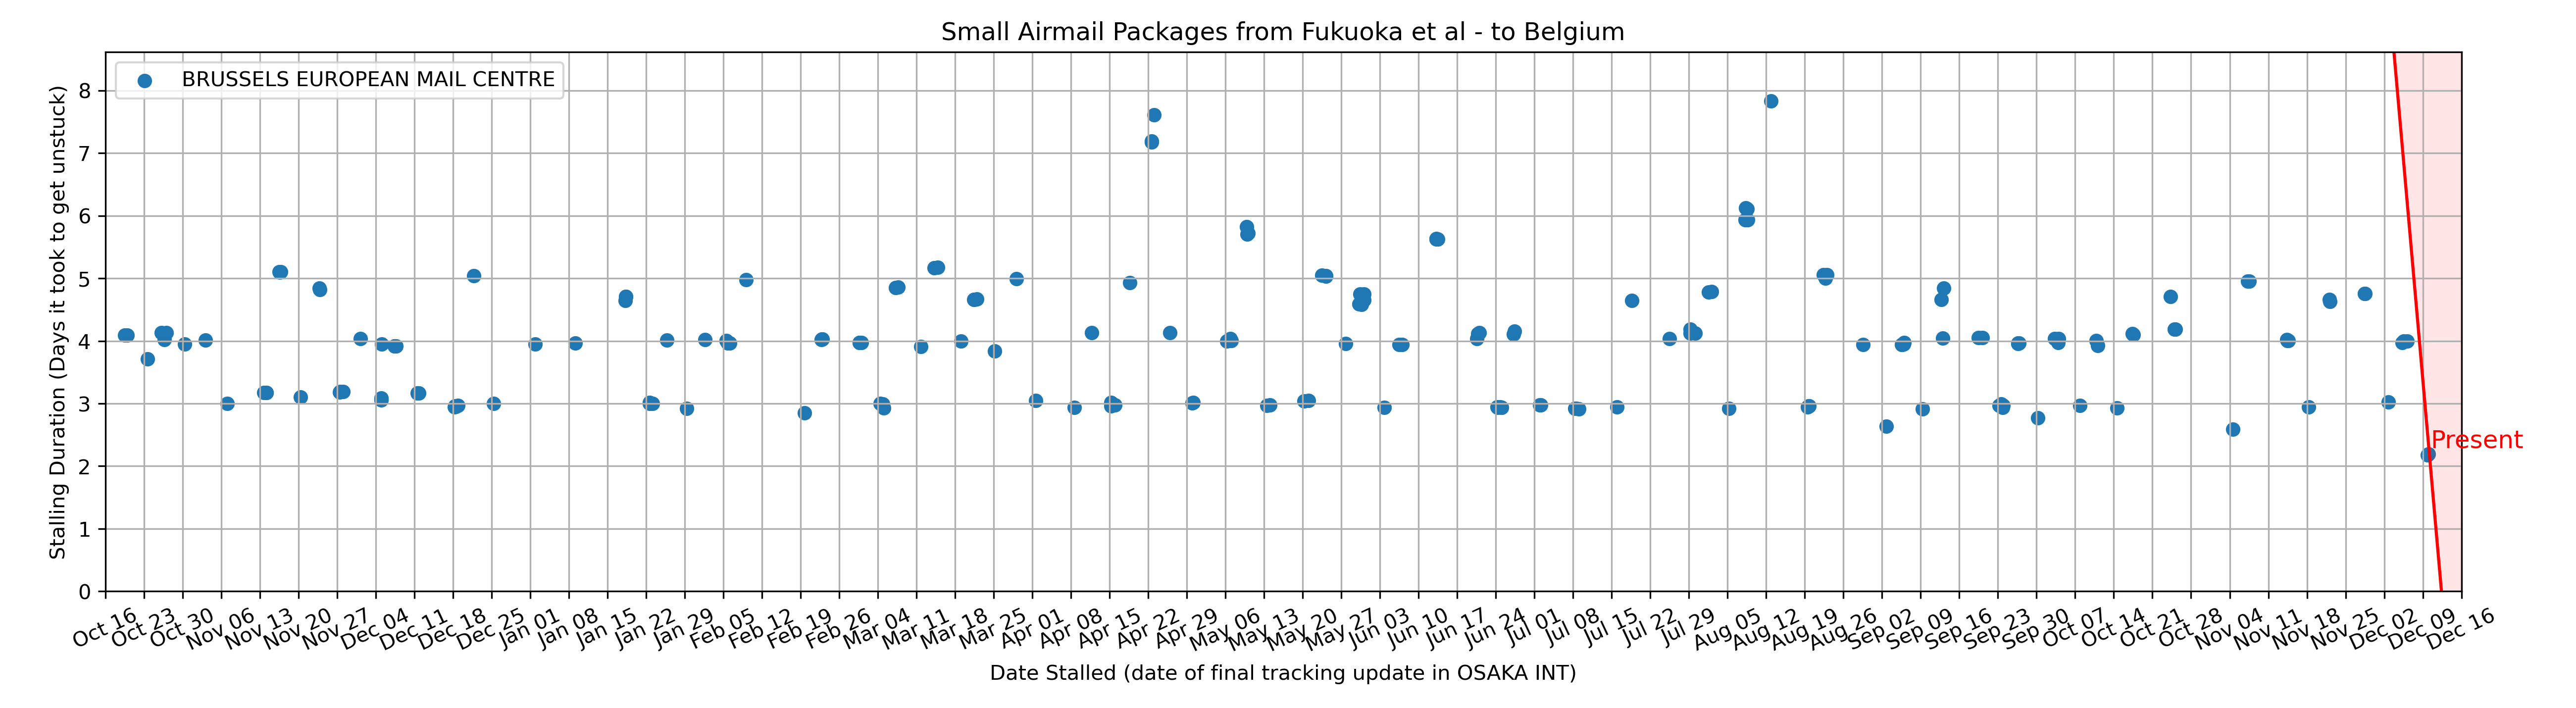 Small Airmail Packages from Fukuoka et al - to Belgium
BRUSSELS EUROPEAN MAIL CENTRE
Stalling Duration (Days it took to get unstuck)
8
7
6
5
4
3
2
1
0
Present
Oct 16 Oct 23 Oct 30 Nov 06 Nov 13 Nov 20 Nov 27 Dec 04 Dec 11 Dec 18 Dec 25 Jan 01 Jan 08 Jan 15 Jan 22 Jan 29 Feb 05 Feb 12 Feb 19 Feb 26 Mar 04 Mar 11 Mar 18 Mar 25 Apr 01 Apr 08 Apr 15 Apr 22 Apr 29 May 06 May 13 May 20 May 27 Jun 03 Jun 10 Jun 17 Jun 24 Jul 01 Jul 08 Jul 15 Jul 22 Jul 29 Aug 05 Aug 12 Aug 19 Aug 26 Sep 02 Sep 09 Sep 16 Sep 23 Sep 30 Oct 07 Oct 14 Oct 21 Oct 28 Nov 04 Nov 11 Nov 18 Nov 25 Dec 02 Dec 09 Dec 16
Date Stalled (date of final tracking update in OSAKA INT)